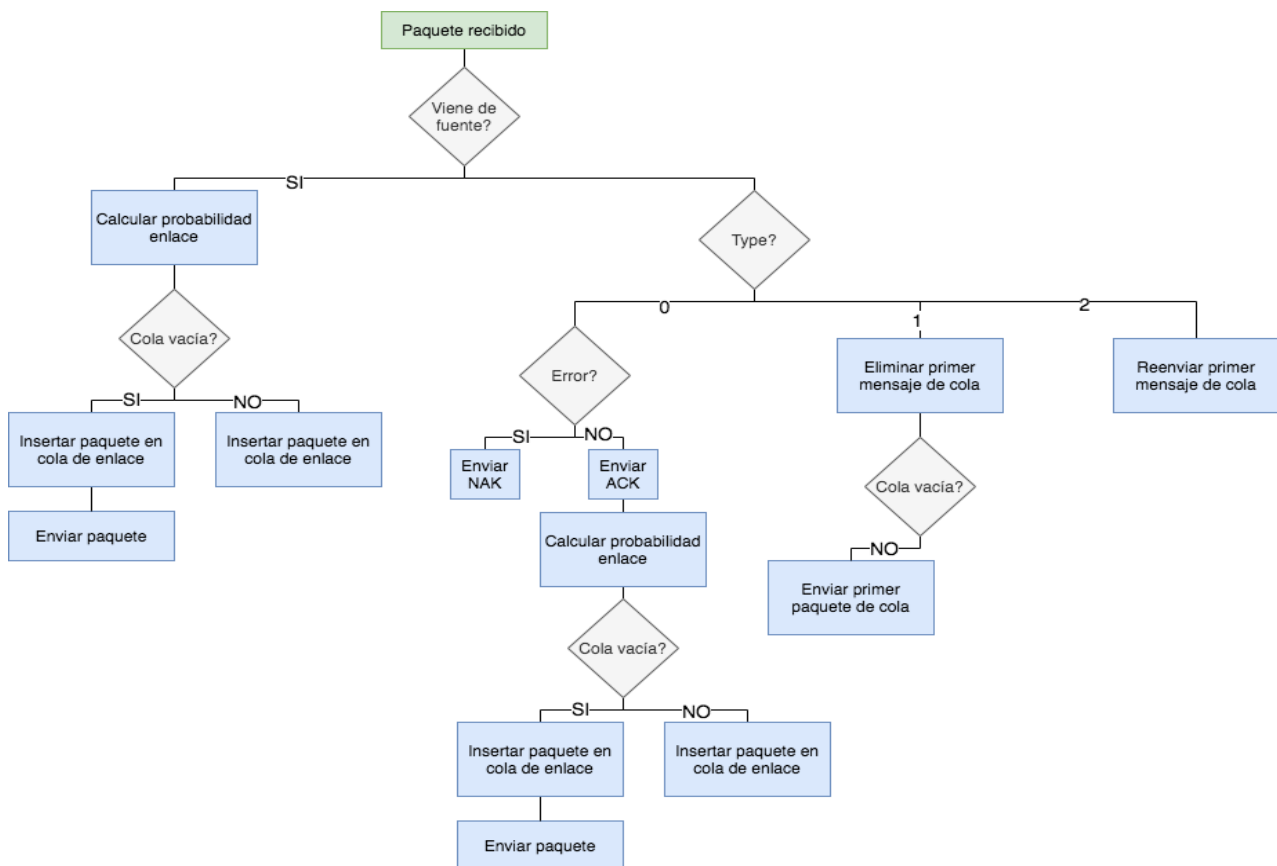 Paquete recibido
Viene de
fuente?
SI
Calcular probabilidad
enlace
Type?
0
1
2
Cola vacía?
Error?
Eliminar primer
mensaje de cola
Reenviar primer
mensaje de cola
SI
NO
Insertar paquete en
cola de enlace
Insertar paquete en
cola de enlace
SI
NO
Enviar
NAK
Enviar
ACK
Cola vacía?
Enviar paquete
Calcular probabilidad
enlace
NO
Enviar primer
paquete de cola
Cola vacía?
SI
NO
Insertar paquete en
cola de enlace
Insertar paquete en
cola de enlace
Enviar paquete